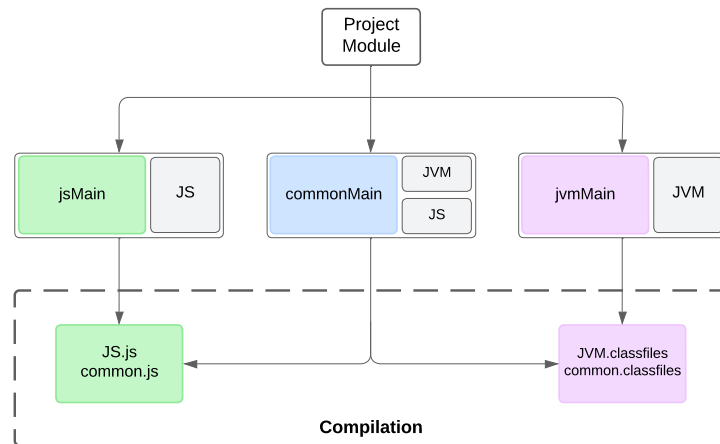 Project
Module
jsMain
JS
commonMain
JVM
JS
jvmMain
JVM
JS.js
common.js
JVM.classfiles
common.classfiles
Compilation